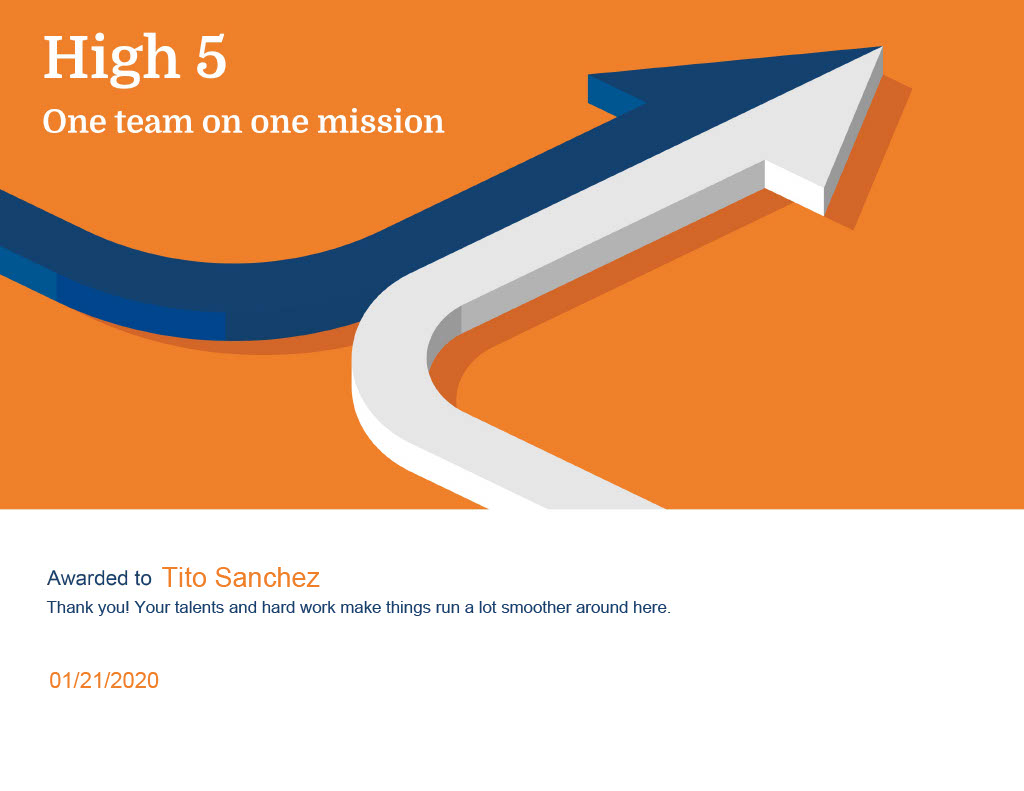 High 5
One team on one mission
Awarded to Tito Sanchez
Thank you! Your talents and hard work make things run a lot smoother around here.
01/21/2020